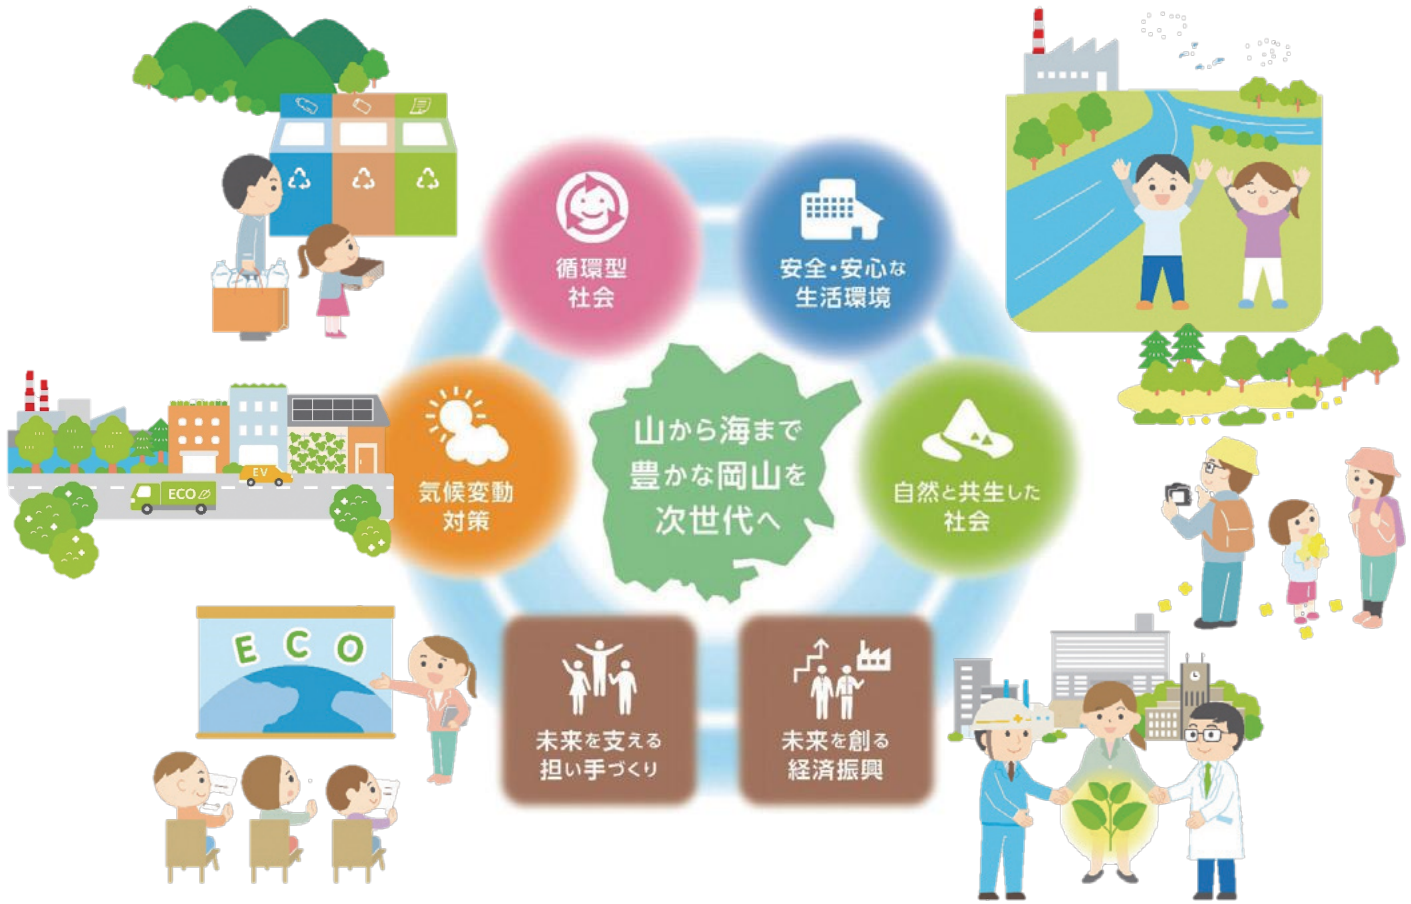 循環型
社会
安全・安心な
生活環境
気候変動
対策
山から海まで
豊かな岡山を
次世代へ
自然と共生した
社会
EV
ECO
ECO
未来を支える
担い手づくり
未来を創る
経済振興